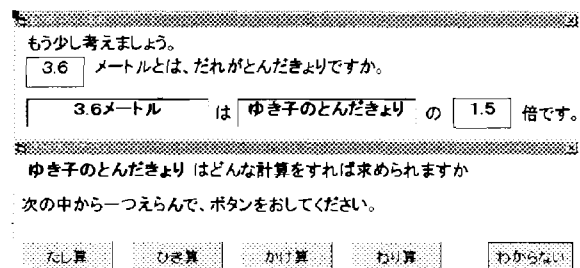 もう少し考えましょう。
3.6 メートルとは、だれがとんだきょりですか。
3.6メートル は ゆき子のとんだきょり の 1.5 倍です。
ゆき子のとんだきょり はどんな計算をすれば求められますか
次の中から一つえらんで、ボタンをおしてください。
たし算 ひき算 かけ算 わり算 わからない